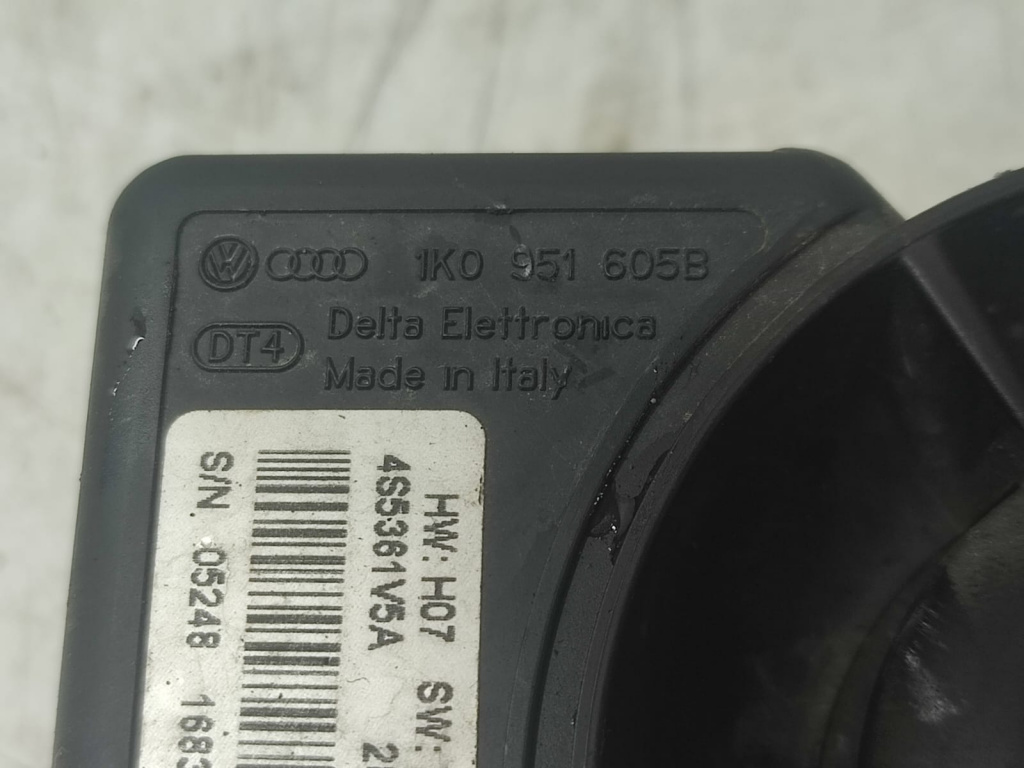 1K0 951 605B
DT4
Delta Elettronica
Made in Italy
HW: H07 SW:
4S5361V5A
S/N 05248